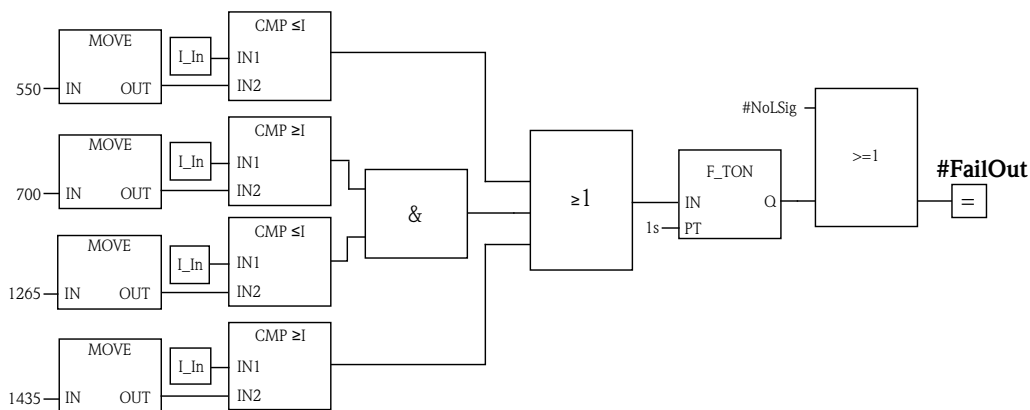 MOVE
550
IN
OUT
I_In
CMP ≤I
IN1
IN2
MOVE
700
IN
OUT
I_In
CMP ≥I
IN1
IN2
MOVE
1265
IN
OUT
I_In
CMP ≤I
IN1
IN2
MOVE
1435
IN
OUT
I_In
CMP ≥I
IN1
IN2
&
≥1
F_TON
IN
Q
1s
PT
#NoLSig
>=1
#FailOut
=